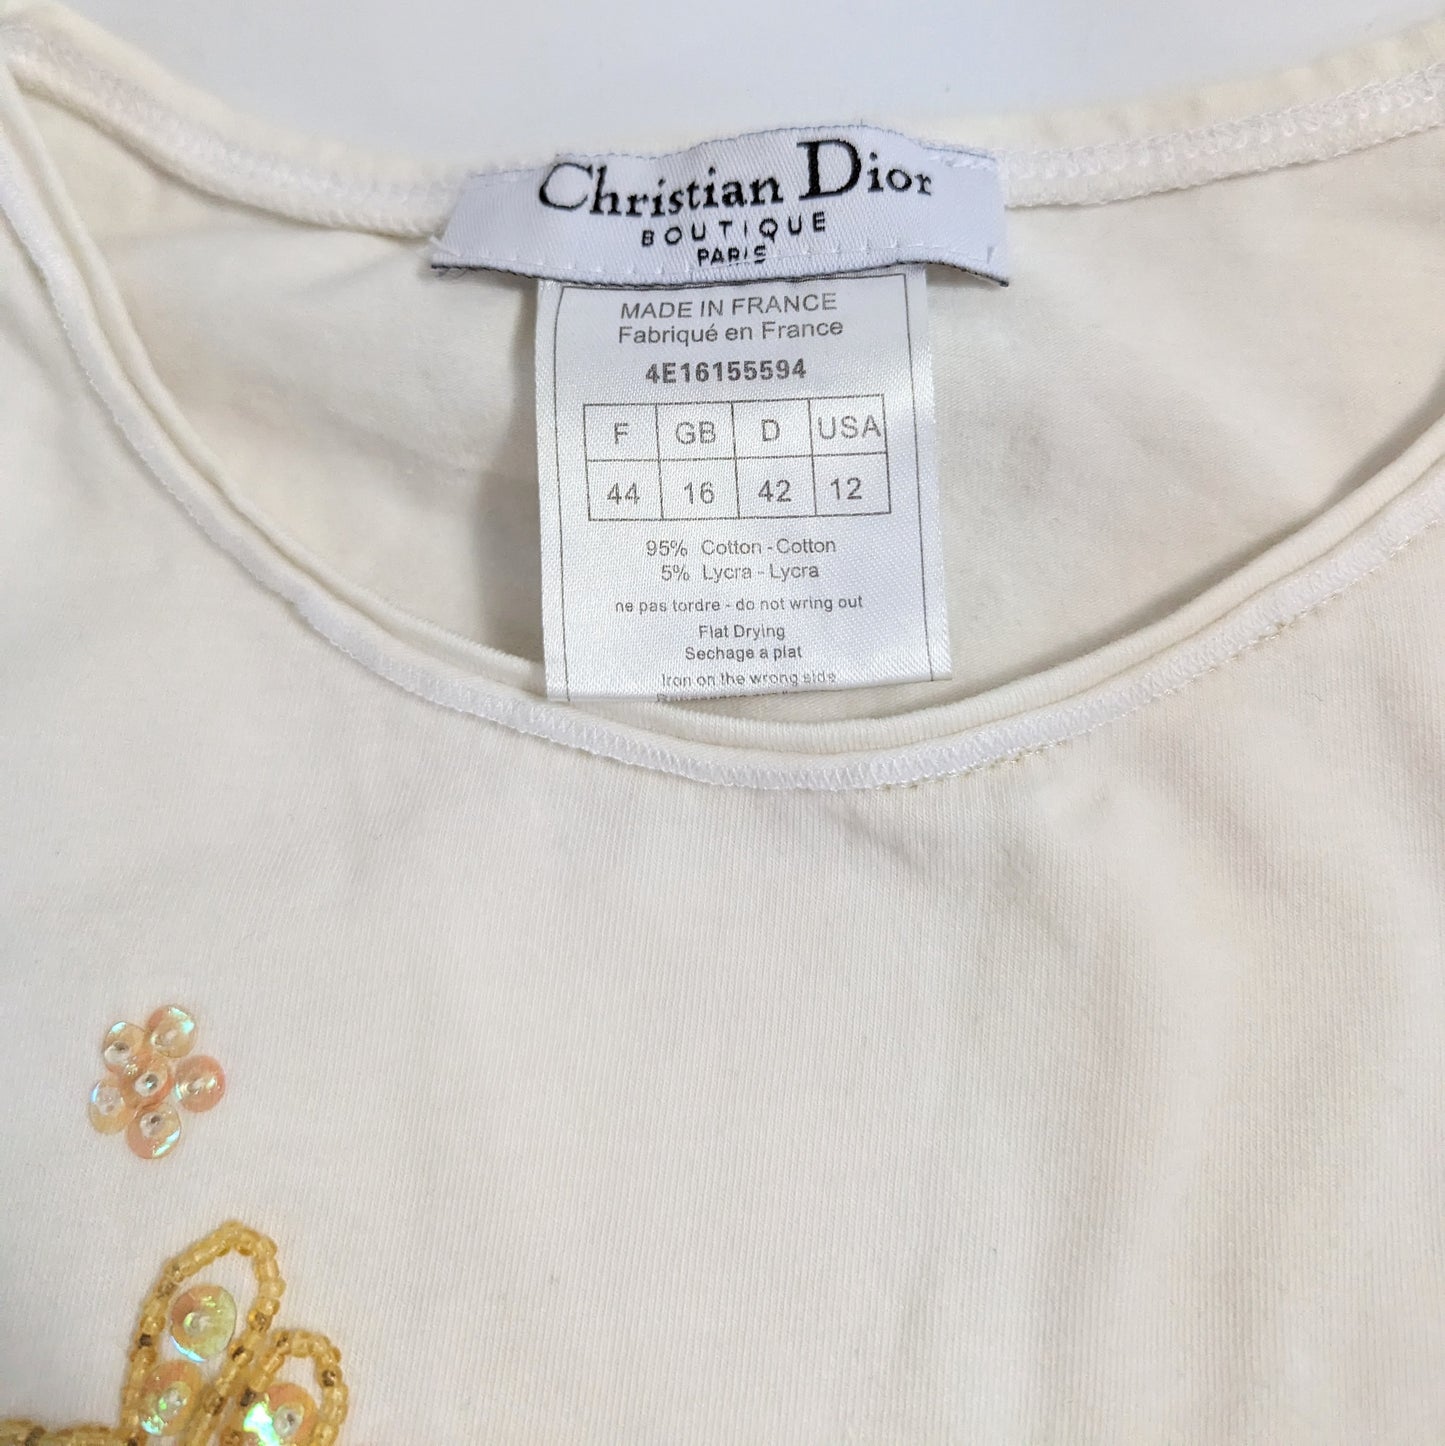 Christian Dior
BOUTIQUE
PARIS
MADE IN FRANCE
Fabriqué en France
4E16155594
F GB D USA
44 16 42 12
95% Cotton - Cotton
5% Lycra - Lycra
ne pas tordre - do not wring out
Flat Drying
Sechage a plat
Iron on the wrong side